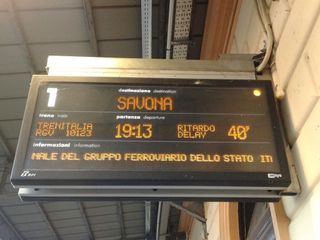 1
destinazione destination
SAVONA
treno train
partenza departure
TRENITALIA
RGV 10123
19:13
RITARDO
DELAY
40'
informazioni information
NALE DEL GRUPPO FERROVIARIO DELLO STATO IT